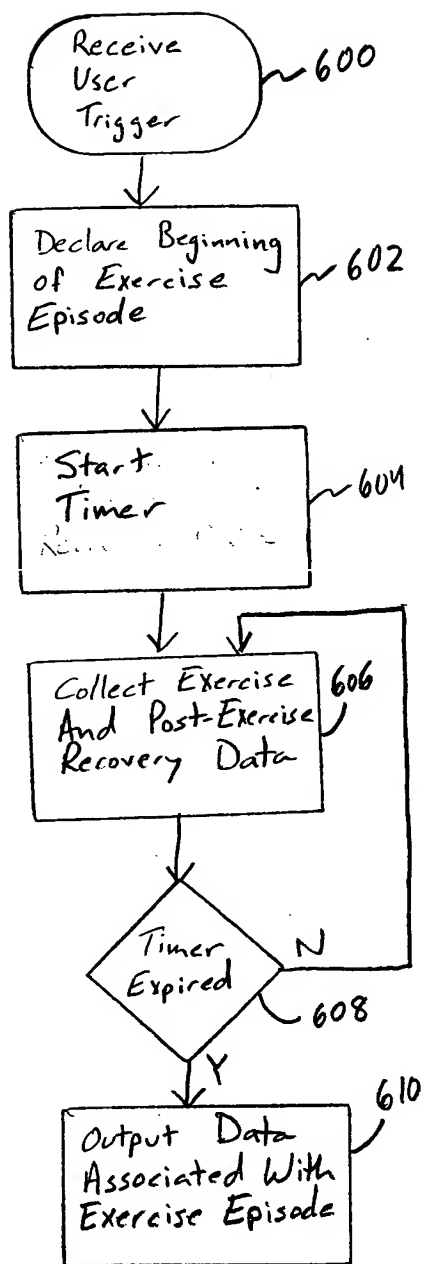 Receive
User
Trigger
600
Declare Beginning
of Exercise
Episode
602
Start
Timer
604
Collect Exercise
And Post-Exercise
Recovery Data
606
Timer
Expired
N
608
Y
Output Data
Associated With
Exercise Episode
610